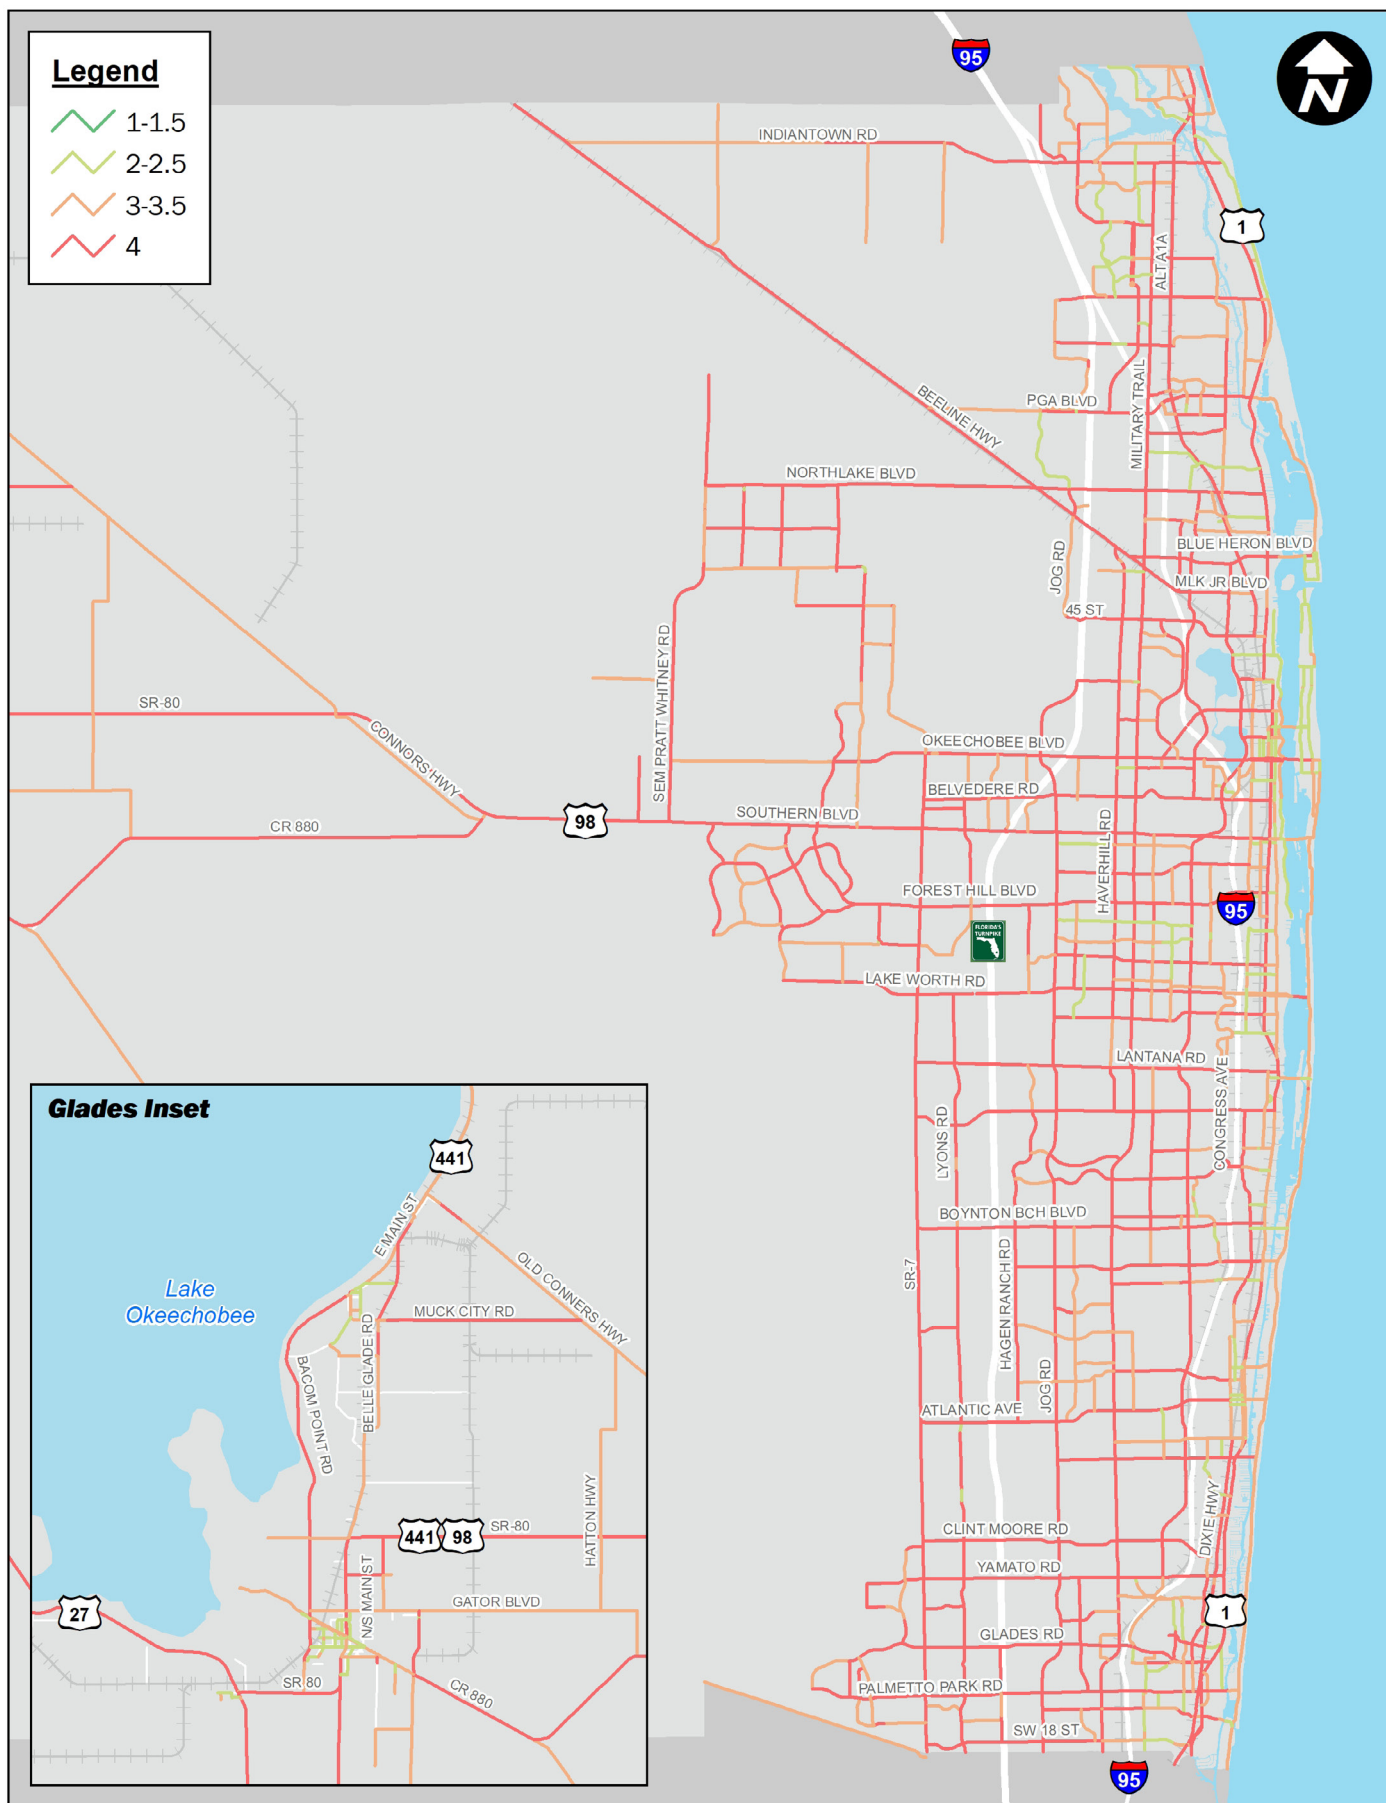 Legend
1-1.5
2-2.5
3-3.5
4
95
N
INDIANTOWN RD
1
ALT A1A
MILITARY TRAIL
PGA BLVD
BEELINE HWY
NORTHLAKE BLVD
BLUE HERON BLVD
JOG RD
MLK JR BLVD
45 ST
SEM PRATT WHITNEY RD
SR-80
CONNORS HWY
OKEECHOBEE BLVD
BELVEDERE RD
98
SOUTHERN BLVD
CR 880
HAVERHILL RD
FOREST HILL BLVD
95
FLORIDA'S
TURNPIKE
LAKE WORTH RD
LANTANA RD
CONGRESS AVE
LYONS RD
BOYNTON BCH BLVD
SR-7
HAGEN RANCH RD
JOG RD
ATLANTIC AVE
CLINT MOORE RD
DIXIE HWY
YAMATO RD
1
GLADES RD
PALMETTO PARK RD
SW 18 ST
95
Glades Inset
441
E MAIN ST
OLD CONNERS HWY
Lake
Okeechobee
MUCK CITY RD
BELLE GLADE RD
BACOM POINT RD
HATTON HWY
441
98
SR-80
N/S MAIN ST
27
GATOR BLVD
SR 80
CR 880